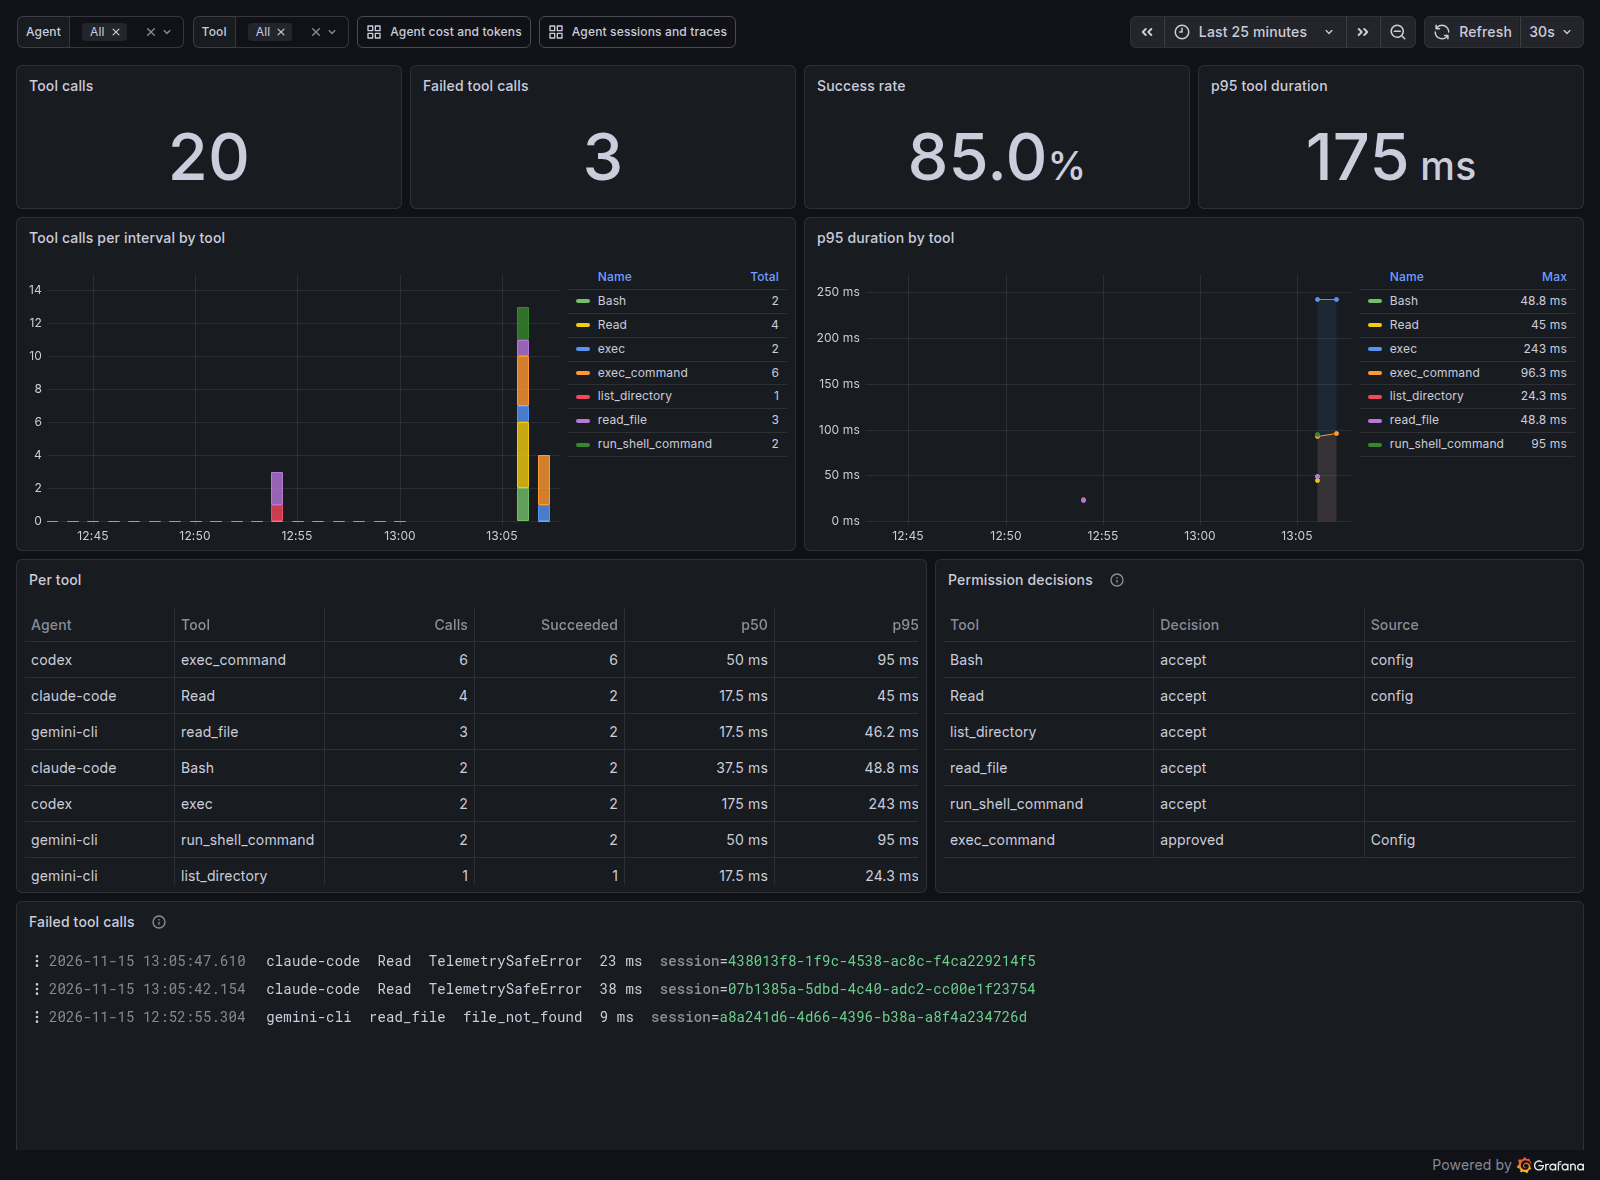 Agent All Tool All Agent cost and tokens Agent sessions and traces Last 25 minutes Refresh 30s
Tool calls
20
Failed tool calls
3
Success rate
85.0%
p95 tool duration
175 ms
Tool calls per interval by tool
14
12
10
8
6
4
2
0
12:45 12:50 12:55 13:00 13:05
Name Total
Bash 2
Read 4
exec 2
exec_command 6
list_directory 1
read_file 3
run_shell_command 2
p95 duration by tool
250 ms
200 ms
150 ms
100 ms
50 ms
0 ms
12:45 12:50 12:55 13:00 13:05
Name Max
Bash 48.8 ms
Read 45 ms
exec 243 ms
exec_command 96.3 ms
list_directory 24.3 ms
read_file 48.8 ms
run_shell_command 95 ms
Per tool
Agent Tool Calls Succeeded p50 p95
codex exec_command 6 6 50 ms 95 ms
claude-code Read 4 2 17.5 ms 45 ms
gemini-cli read_file 3 2 17.5 ms 46.2 ms
claude-code Bash 2 2 37.5 ms 48.8 ms
codex exec 2 2 175 ms 243 ms
gemini-cli run_shell_command 2 2 50 ms 95 ms
gemini-cli list_directory 1 1 17.5 ms 24.3 ms
Permission decisions
Tool Decision Source
Bash accept config
Read accept config
list_directory accept
read_file accept
run_shell_command accept
exec_command approved Config
Failed tool calls
2026-11-15 13:05:47.610 claude-code Read TelemetrySafeError 23 ms session=438013f8-1f9c-4538-ac8c-f4ca229214f5
2026-11-15 13:05:42.154 claude-code Read TelemetrySafeError 38 ms session=07b1385a-5dbd-4c40-adc2-cc00e1f23754
2026-11-15 12:52:55.304 gemini-cli read_file file_not_found 9 ms session=a8a241d6-4d66-4396-b38a-a8f4a234726d
Powered by Grafana